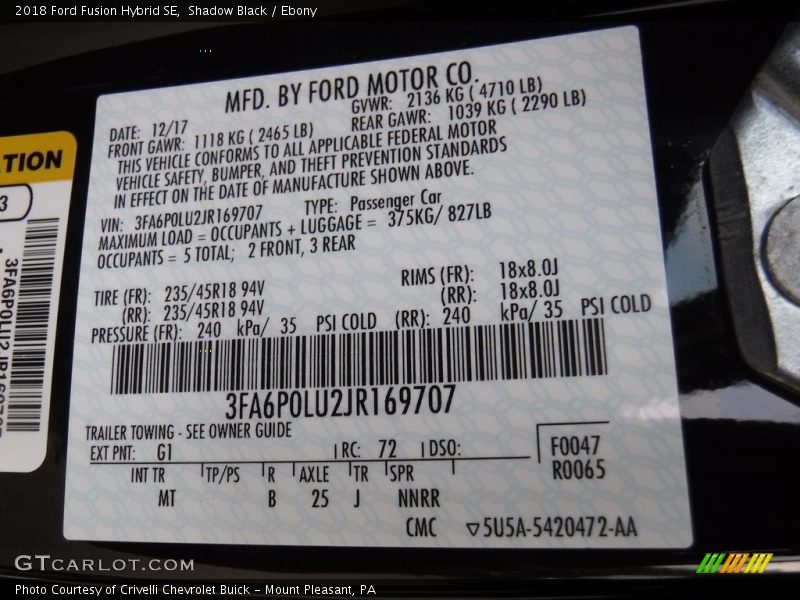 2018 Ford Fusion Hybrid SE, Shadow Black / Ebony
MFD. BY FORD MOTOR CO.
DATE: 12/17 GVWR: 2136 KG ( 4710 LB)
FRONT GAWR: 1118 KG ( 2465 LB) REAR GAWR: 1039 KG ( 2290 LB)
THIS VEHICLE CONFORMS TO ALL APPLICABLE FEDERAL MOTOR
VEHICLE SAFETY, BUMPER, AND THEFT PREVENTION STANDARDS
IN EFFECT ON THE DATE OF MANUFACTURE SHOWN ABOVE.
VIN: 3FA6P0LU2JR169707 TYPE: Passenger Car
MAXIMUM LOAD = OCCUPANTS + LUGGAGE = 375KG/ 827LB
OCCUPANTS = 5 TOTAL; 2 FRONT, 3 REAR
TIRE (FR): 235/45R18 94V RIMS (FR): 18x8.0J
(RR): 235/45R18 94V (RR): 18x8.0J
PRESSURE (FR): 240 kPa/ 35 PSI COLD (RR): 240 kPa/ 35 PSI COLD
3FA6P0LU2JR169707
TRAILER TOWING - SEE OWNER GUIDE
EXT PNT: G1 RC: 72 DSO: F0047
R0065
INT TR TP/PS R AXLE TR SPR
MT B 25 J NNRR
CMC 5U5A-5420472-AA
TION
3
3FA6P0LU2JR169707
GTCARLOT.COM
Photo Courtesy of Crivelli Chevrolet Buick – Mount Pleasant, PA